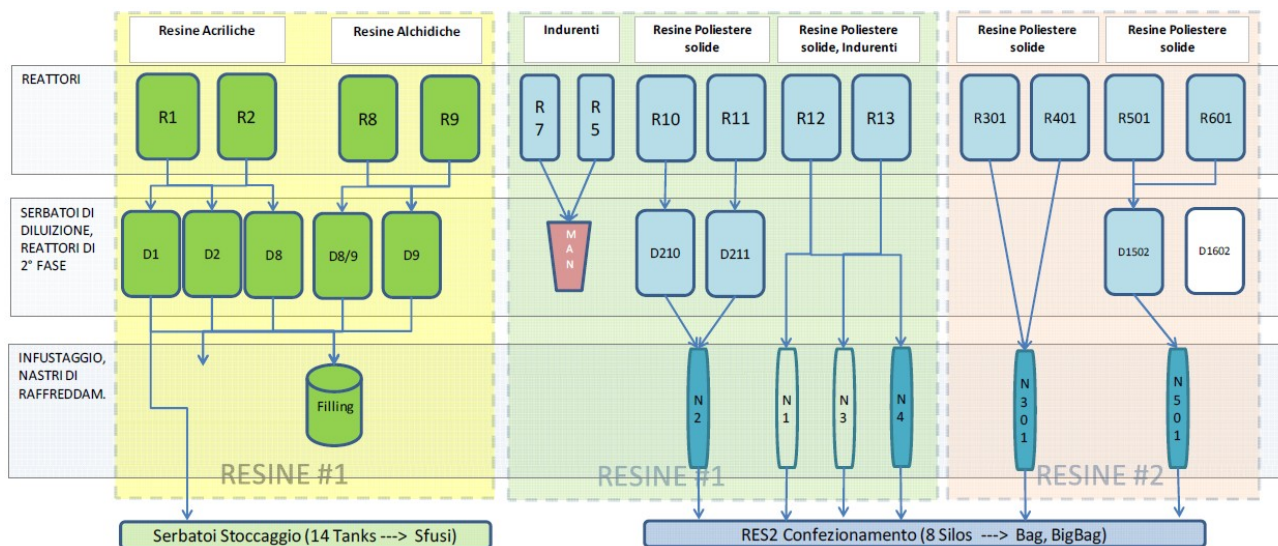 Resine Acriliche
Resine Alchidiche
Indurenti
Resine Poliestere
solide
Resine Poliestere
solide, Indurenti
Resine Poliestere
solide
Resine Poliestere
solide
REATTORI
R1
R2
R8
R9
R
7
R
5
R10
R11
R12
R13
R301
R401
R501
R601
SERBATOI DI
DILUIZIONE,
REATTORI DI
2° FASE
D1
D2
D8
D8/9
D9
M
A
N
D210
D211
D1502
D1602
INFUSTAGGIO,
NASTRI DI
RAFFREDDAM.
Filling
N
2
N
1
N
3
N
4
N
3
0
1
N
5
0
1
RESINE #1
RESINE #1
RESINE #2
Serbatoi Stoccaggio (14 Tanks ---> Sfusi)
RES2 Confezionamento (8 Silos ---> Bag, BigBag)